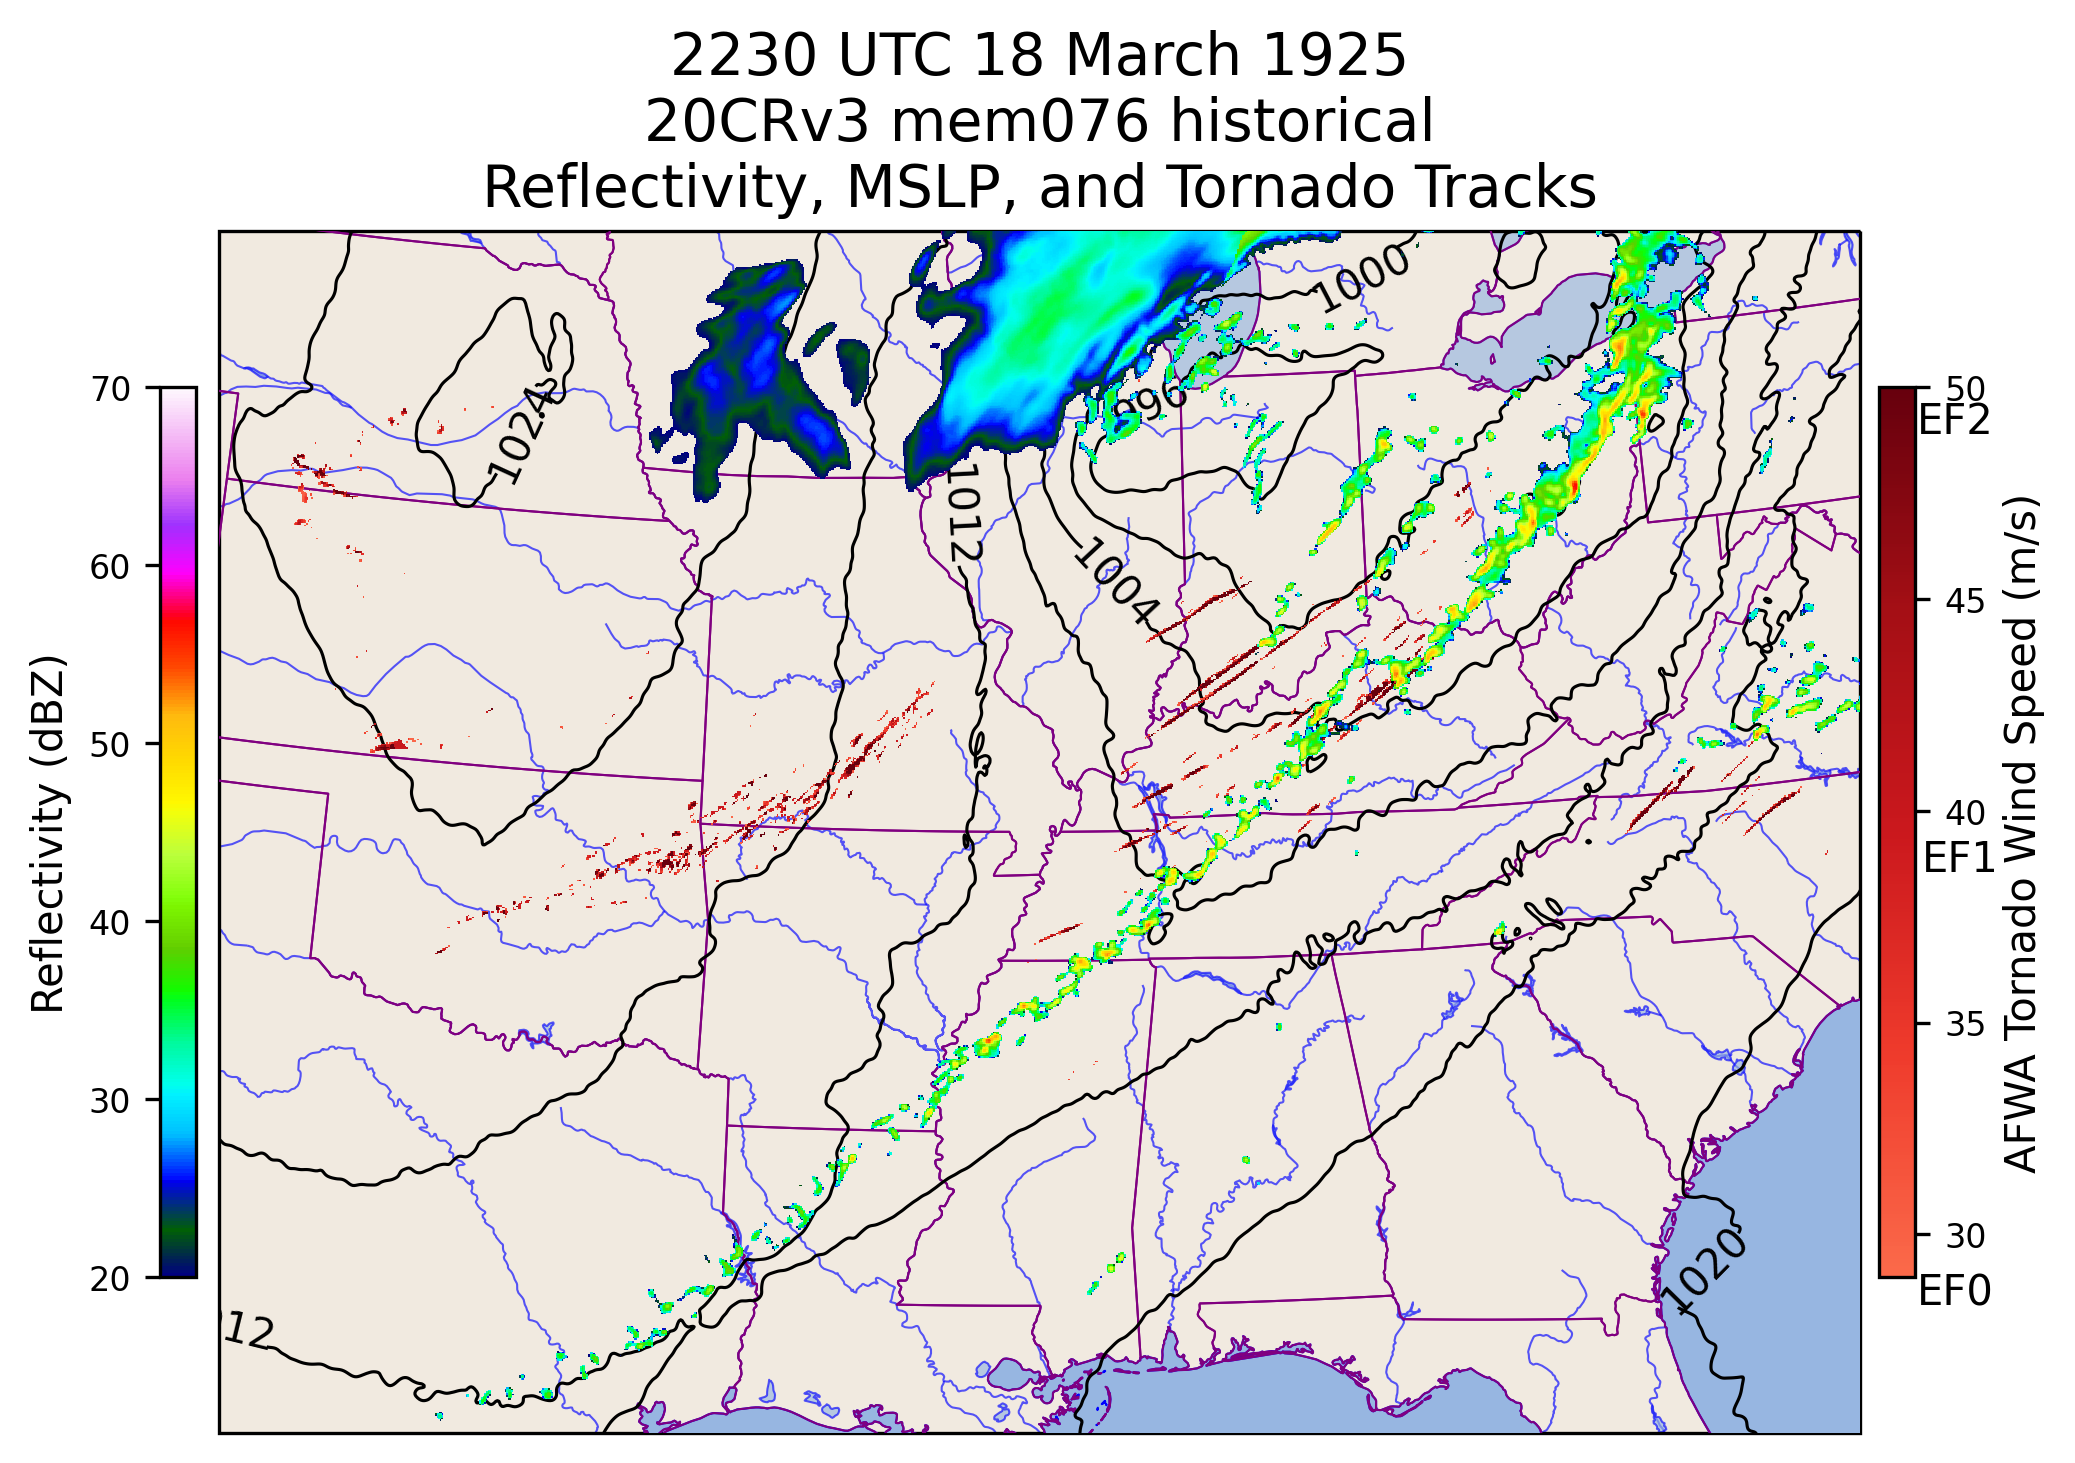 2230 UTC 18 March 1925
20CRv3 mem076 historical
Reflectivity, MSLP, and Tornado Tracks
1000
1024
996
1012
1004
1020
012
70
60
50
40
30
20
Reflectivity (dBZ)
50
EF2
45
40
EF1
35
30
EF0
AFWA Tornado Wind Speed (m/s)